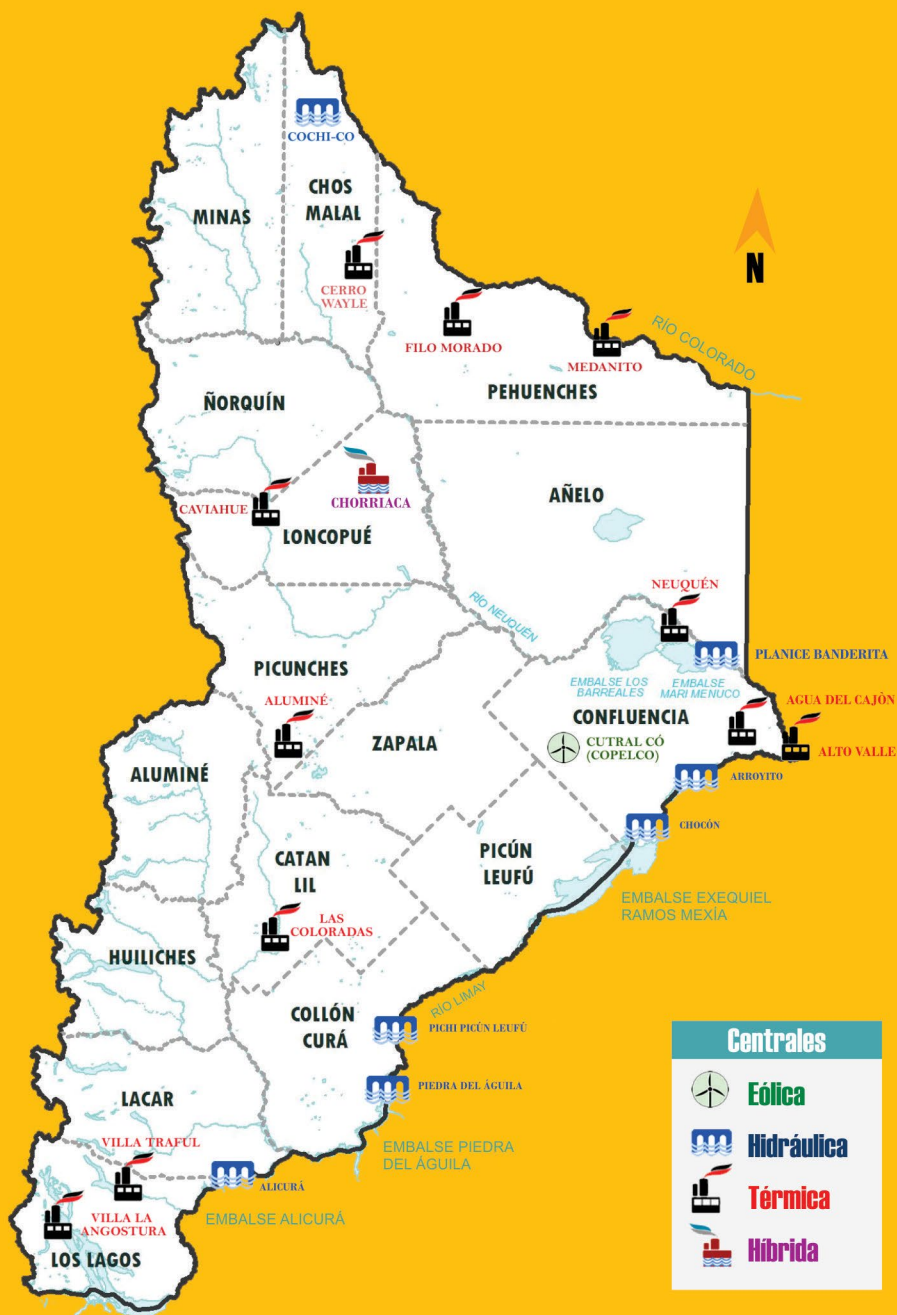 COCHI-CO
CHOS
MALAL
MINAS
N
CERRO
WAYLE
FILO MORADO
MEDANITO
RÍO COLORADO
PEHUENCHES
ÑORQUÍN
AÑELO
CHORRIACA
CAVIAHUE
LONCOPUÉ
NEUQUÉN
RÍO NEUQUÉN
PLANICE BANDERITA
PICUNCHES
EMBALSE LOS
BARREALES
EMBALSE
MARI MENUCO
AGUA DEL CAJÒN
ALUMINÉ
CONFLUENCIA
ZAPALA
CUTRAL CÓ
(COPELCO)
ALTO VALLE
ALUMINÉ
ARROYITO
CHOCÓN
CATAN
LIL
PICÚN
LEUFÚ
EMBALSE EXEQUIEL
RAMOS MEXÍA
LAS
COLORADAS
HUILICHES
RÍO LIMAY
COLLÓN
CURÁ
PICHI PICÚN LEUFÚ
PIEDRA DEL ÁGUILA
LACAR
EMBALSE PIEDRA
DEL ÁGUILA
VILLA TRAFUL
ALICURÁ
VILLA LA
ANGOSTURA
EMBALSE ALICURÁ
LOS LAGOS
Centrales
Eólica
Hidráulica
Térmica
Híbrida